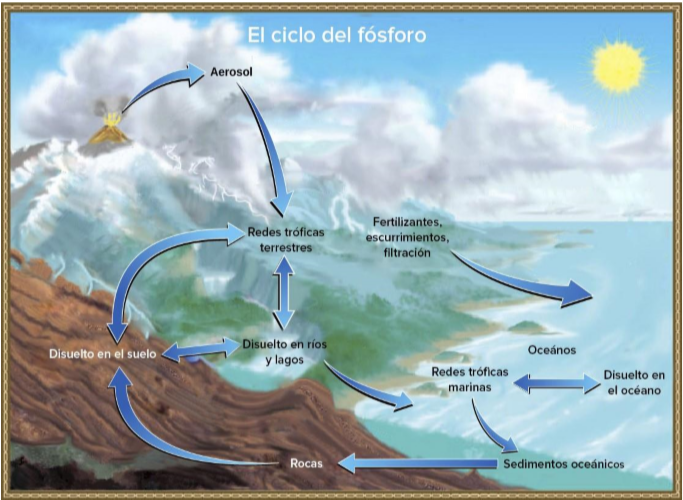 El ciclo del fósforo
Aerosol
Redes tróficas
terrestres
Fertilizantes,
escurrimientos,
filtración
Disuelto en el suelo
Disuelto en ríos
y lagos
Oceános
Redes tróficas
marinas
Disuelto en
el océano
Rocas
Sedimentos oceánicos